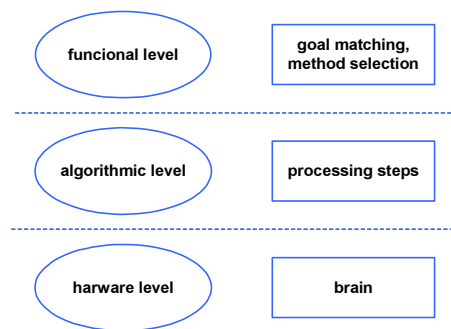 funcional level
goal matching,
method selection
algorithmic level
processing steps
harware level
brain